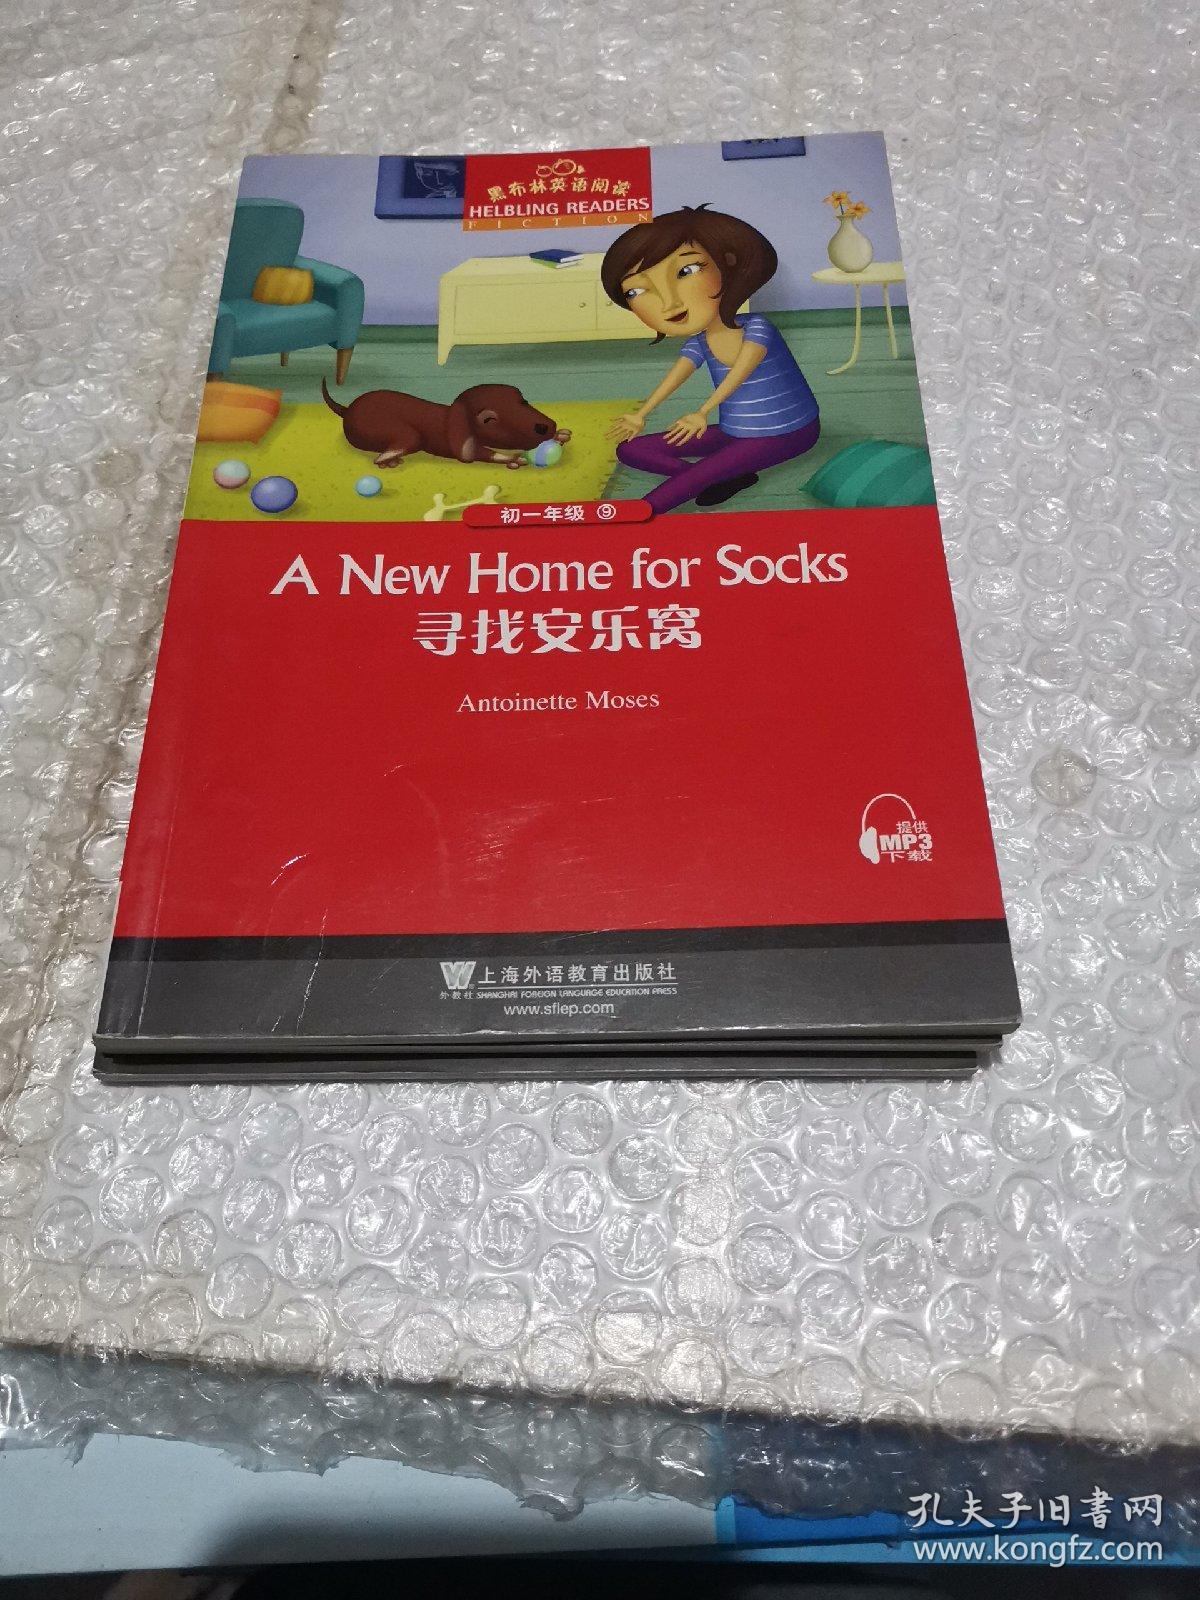 黑布林英语阅读
HELBLING READERS
FICTION
初一年级 ⑨
A New Home for Socks
寻找安乐窝
Antoinette Moses
提供
MP3
下载
上海外语教育出版社
外教社 SHANGHAI FOREIGN LANGUAGE EDUCATION PRESS
www.sflep.com
孔夫子旧书网
www.kongfz.com